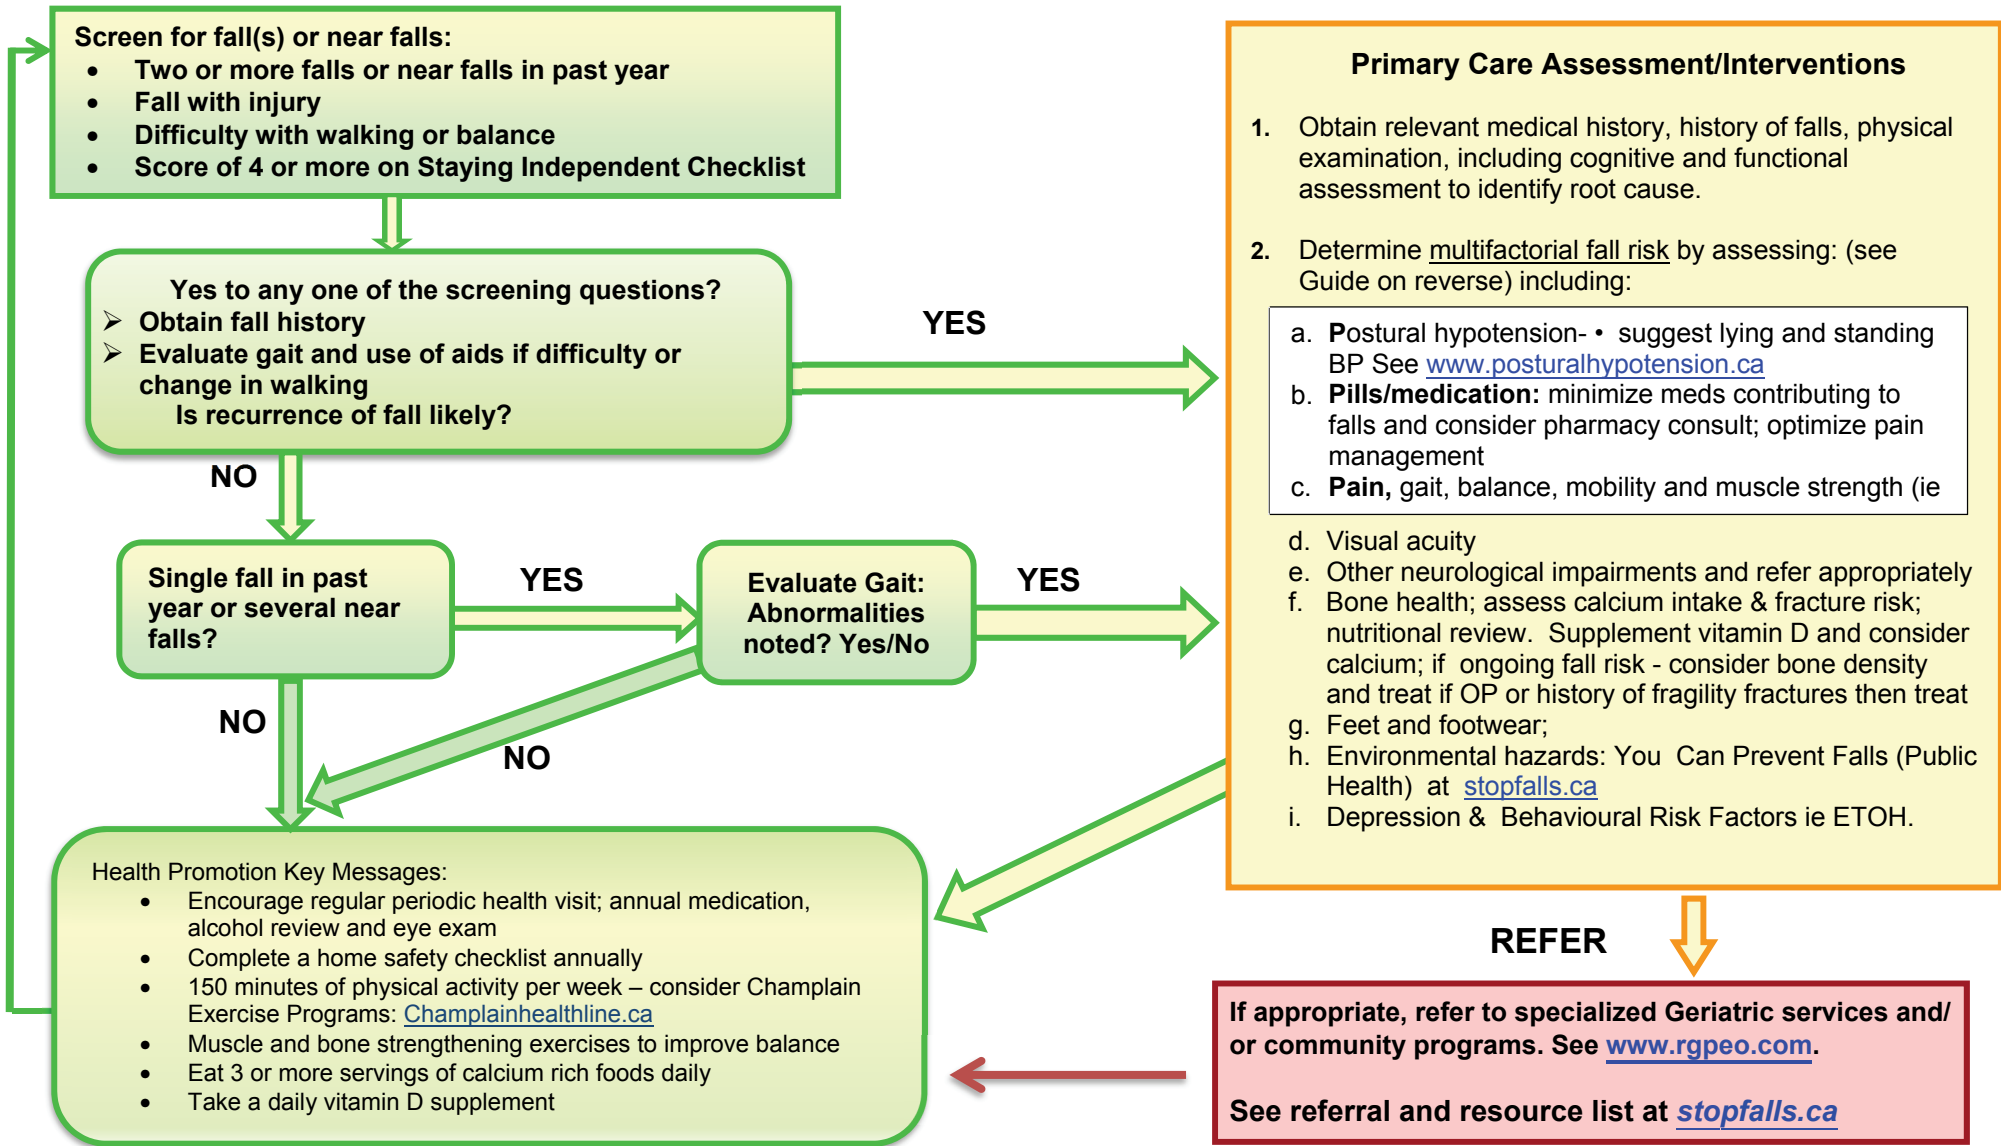 Screen for fall(s) or near falls:
• Two or more falls or near falls in past year
• Fall with injury
• Difficulty with walking or balance
• Score of 4 or more on Staying Independent Checklist
Yes to any one of the screening questions?
➢ Obtain fall history
➢ Evaluate gait and use of aids if difficulty or
change in walking
Is recurrence of fall likely?
YES
NO
Single fall in past
year or several near
falls?
YES
Evaluate Gait:
Abnormalities
noted? Yes/No
YES
NO
NO
Health Promotion Key Messages:
• Encourage regular periodic health visit; annual medication,
alcohol review and eye exam
• Complete a home safety checklist annually
• 150 minutes of physical activity per week – consider Champlain
Exercise Programs: Champlainhealthline.ca
• Muscle and bone strengthening exercises to improve balance
• Eat 3 or more servings of calcium rich foods daily
• Take a daily vitamin D supplement
Primary Care Assessment/Interventions
1. Obtain relevant medical history, history of falls, physical
examination, including cognitive and functional
assessment to identify root cause.
2. Determine multifactorial fall risk by assessing: (see
Guide on reverse) including:
a. Postural hypotension- • suggest lying and standing
BP See www.posturalhypotension.ca
b. Pills/medication: minimize meds contributing to
falls and consider pharmacy consult; optimize pain
management
c. Pain, gait, balance, mobility and muscle strength (ie
d. Visual acuity
e. Other neurological impairments and refer appropriately
f. Bone health; assess calcium intake & fracture risk;
nutritional review. Supplement vitamin D and consider
calcium; if ongoing fall risk - consider bone density
and treat if OP or history of fragility fractures then treat
g. Feet and footwear;
h. Environmental hazards: You Can Prevent Falls (Public
Health) at stopfalls.ca
i. Depression & Behavioural Risk Factors ie ETOH.
REFER
If appropriate, refer to specialized Geriatric services and/
or community programs. See www.rgpeo.com.
See referral and resource list at stopfalls.ca